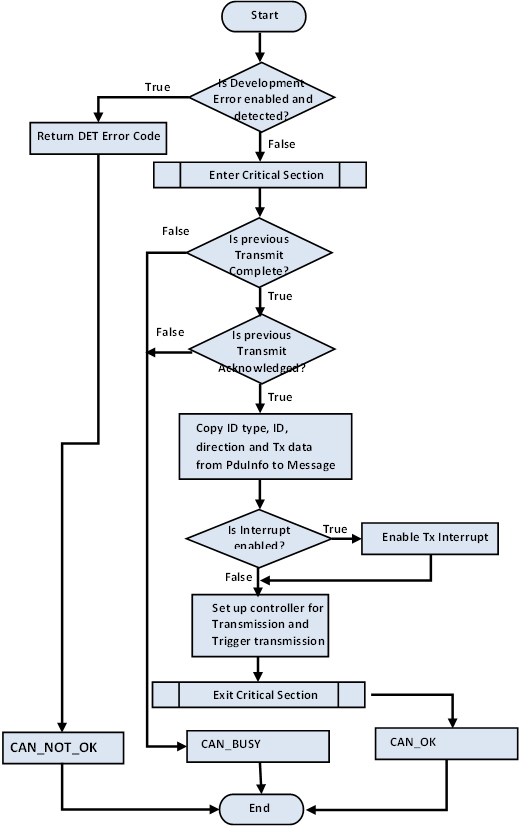 Start
Is Development
Error enabled and
detected?
True
Return DET Error Code
False
Enter Critical Section
False
Is previous
Transmit
Complete?
True
False
Is previous
Transmit
Acknowledged?
True
Copy ID type, ID,
direction and Tx data
from PduInfo to Message
Is Interrupt
enabled?
True
Enable Tx Interrupt
False
Set up controller for
Transmission and
Trigger transmission
Exit Critical Section
CAN_NOT_OK
CAN_BUSY
CAN_OK
End